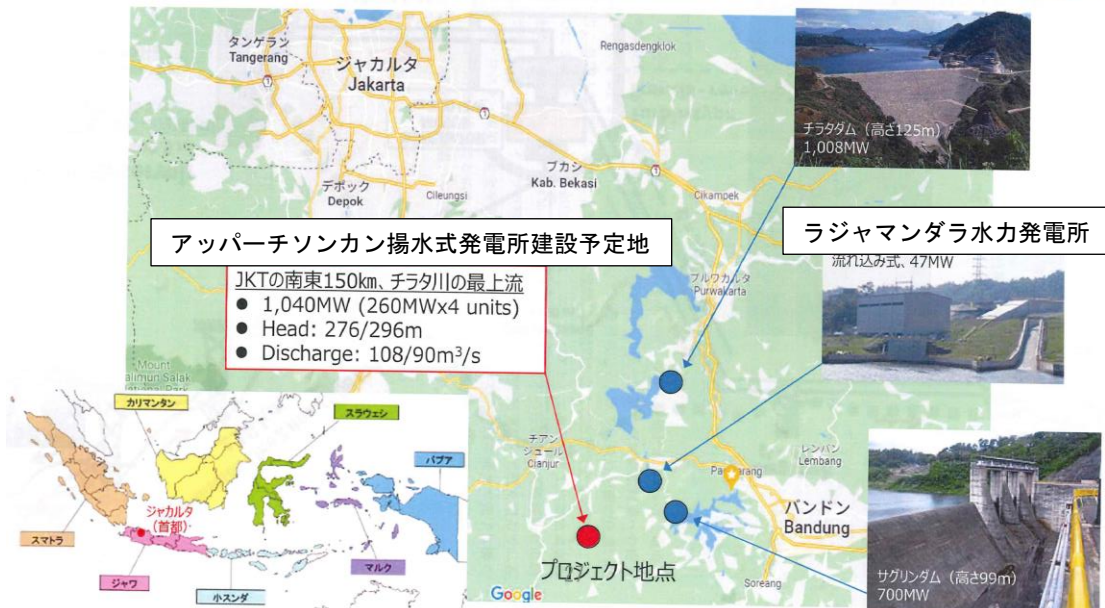 タンゲラン
Tangerang
ジャカルタ
Jakarta
Rengasdengklok
デポック
Depok
Cileungsi
ブカシ
Kab. Bekasi
Cikampek
チラタダム（高さ125m）
1,008MW
アッパーチソンカン揚水式発電所建設予定地
JKTの南東150km、チラタ川の最上流
● 1,040MW (260MWx4 units)
● Head: 276/296m
● Discharge: 108/90m³/s
ラジャマンダラ水力発電所
流れ込み式、47MW
プルワカルタ
Purwakarta
Mount
alimun Salak
チアン
ジュール
Cianjur
レンバン
Lembang
バンドン
Bandung
Soreang
プロジェクト地点
Google
サグリンダム（高さ99m）
700MW
カリマンタン
スラウェシ
パプア
ジャカルタ
（首都）
スマトラ
ジャワ
小スンダ
マルク